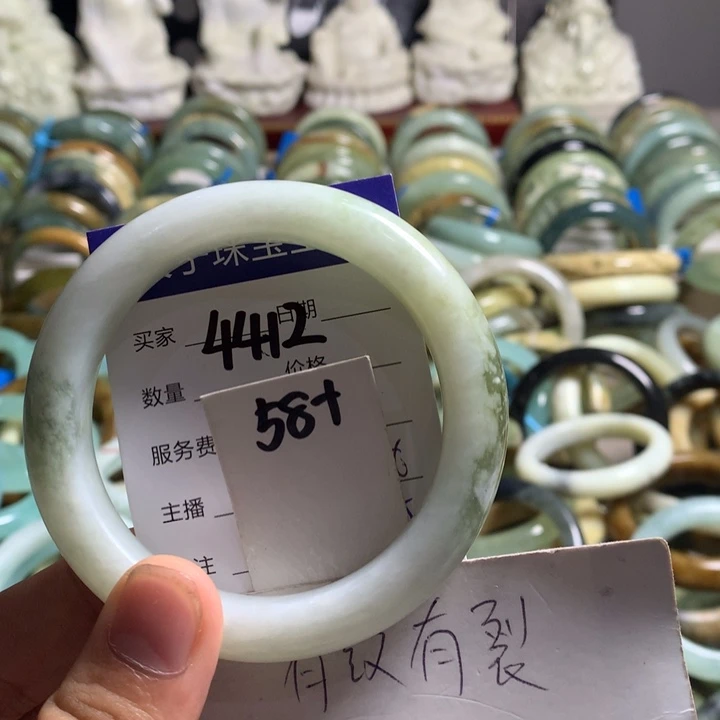 珠宝
买家 4412 日期
数量 价格
58+
服务费
主播
注
有纹有裂